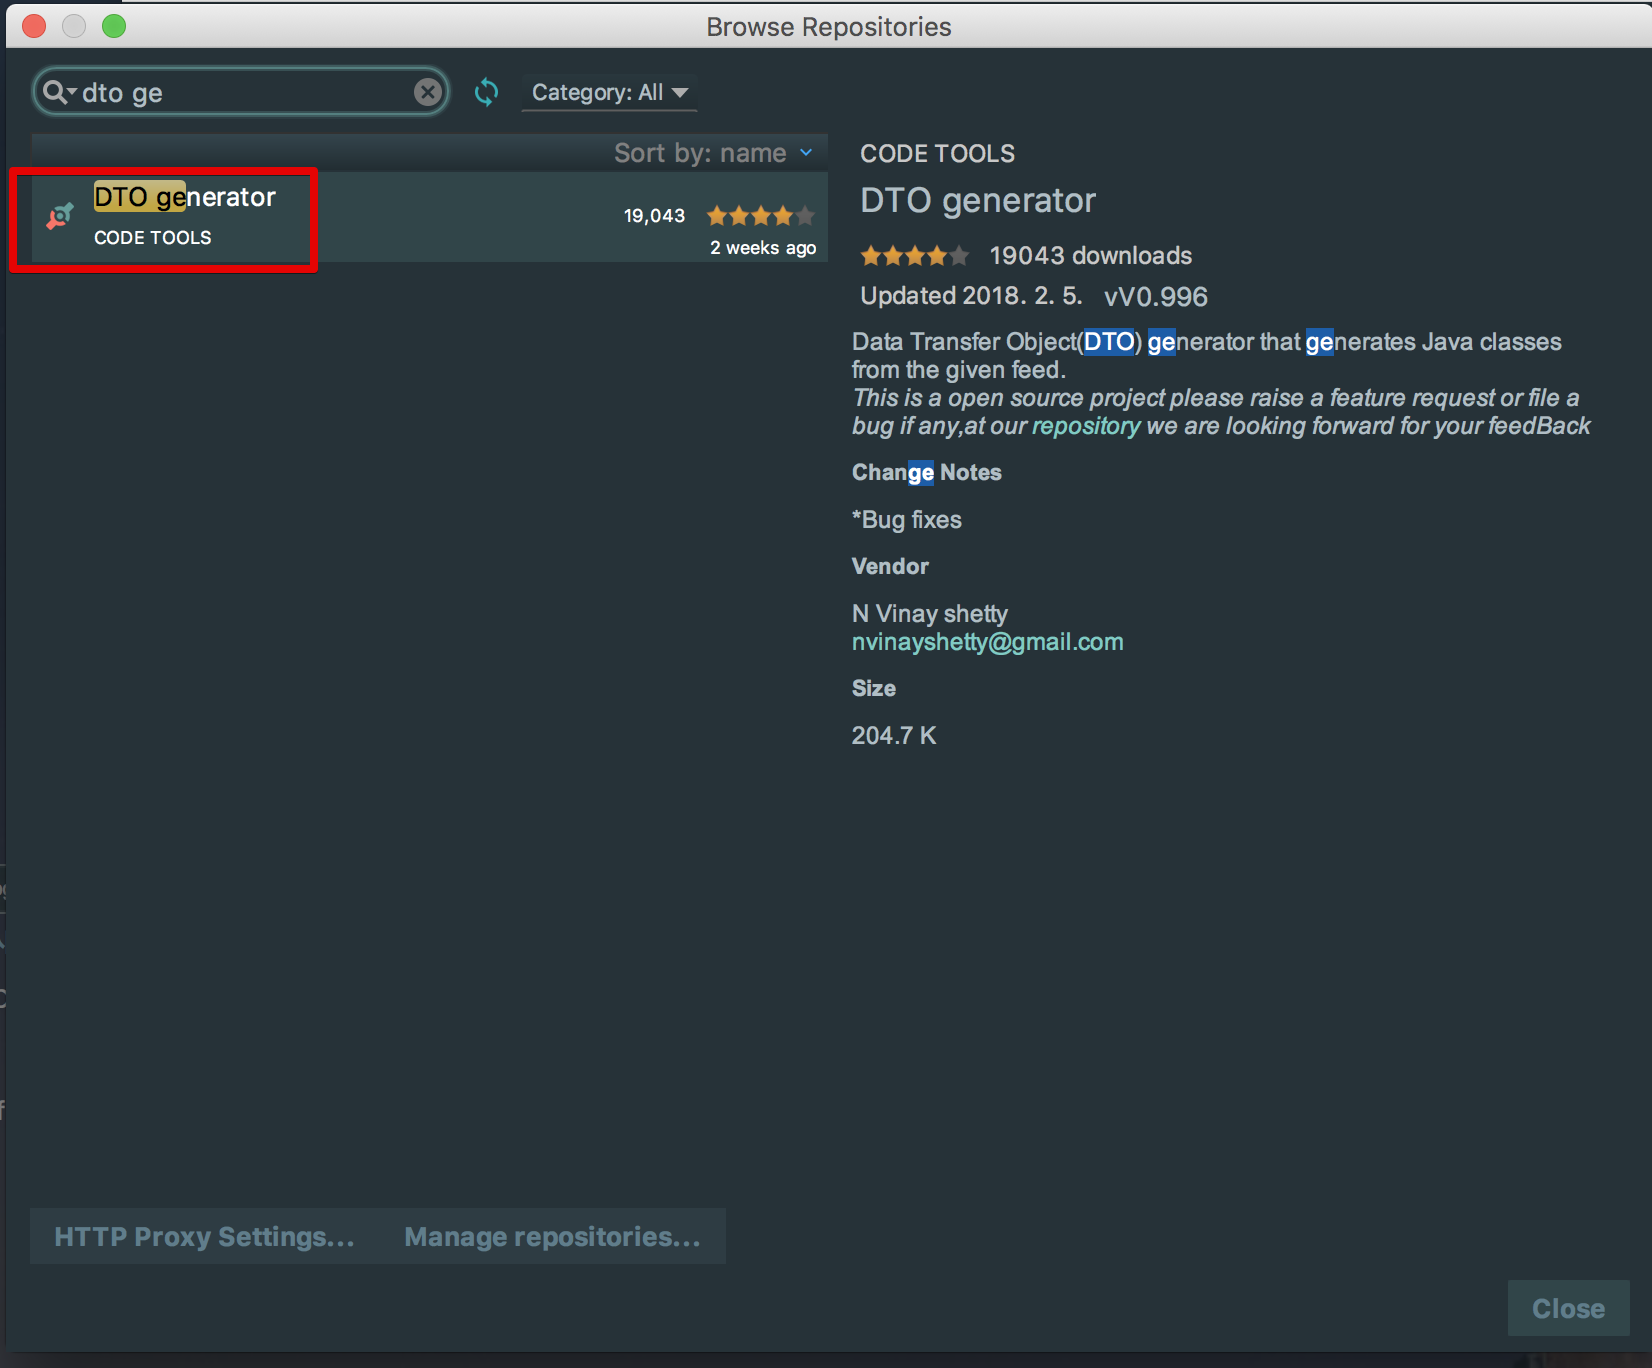 Browse Repositories
dto ge
Category: All
Sort by: name
DTO generator
CODE TOOLS
19,043
2 weeks ago
CODE TOOLS
DTO generator
19043 downloads
Updated 2018. 2. 5. vV0.996
Data Transfer Object(DTO) generator that generates Java classes
from the given feed.
This is a open source project please raise a feature request or file a
bug if any,at our repository we are looking forward for your feedBack
Change Notes
*Bug fixes
Vendor
N Vinay shetty
nvinayshetty@gmail.com
Size
204.7 K
HTTP Proxy Settings...
Manage repositories...
Close